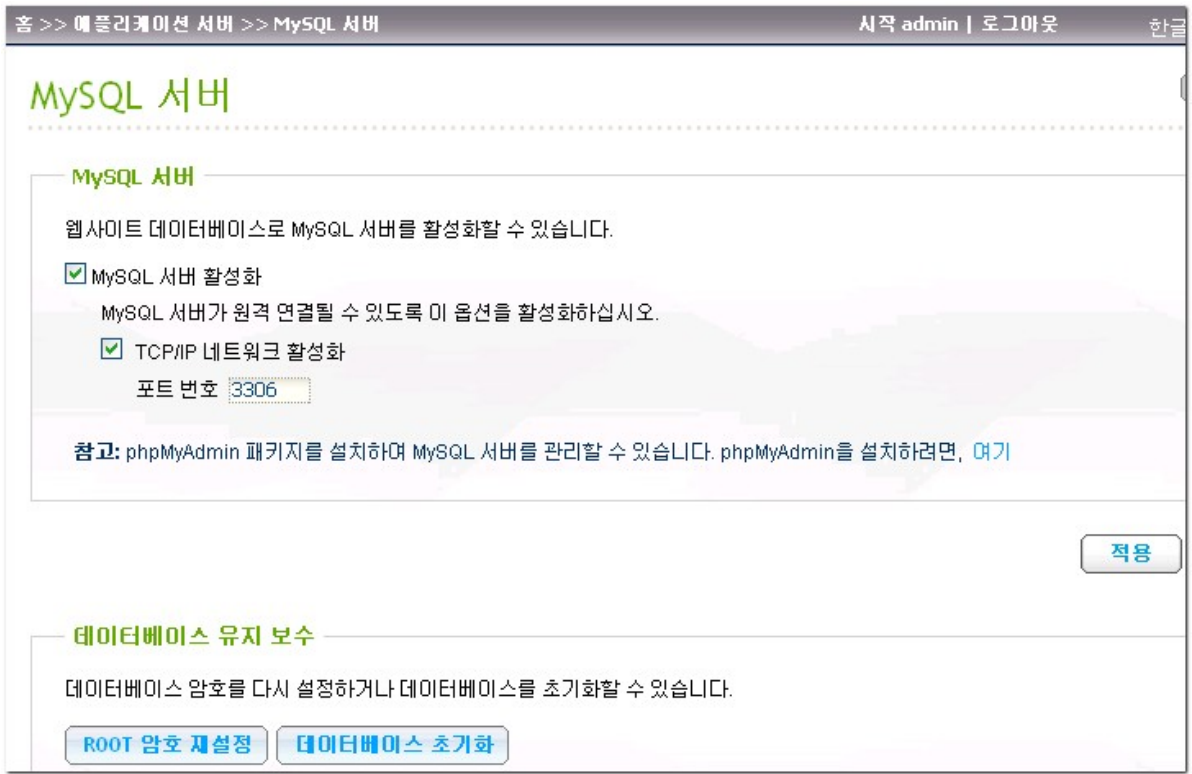 홈 >> 애플리케이션 서버 >> MySQL 서버 시작 admin | 로그아웃 한글
MySQL 서버
MySQL 서버
웹사이트 데이터베이스로 MySQL 서버를 활성화할 수 있습니다.
MySQL 서버 활성화
MySQL 서버가 원격 연결될 수 있도록 이 옵션을 활성화하십시오.
TCP/IP 네트워크 활성화
포트 번호 3306
참고: phpMyAdmin 패키지를 설치하여 MySQL 서버를 관리할 수 있습니다. phpMyAdmin을 설치하려면, 여기
적용
데이터베이스 유지 보수
데이터베이스 암호를 다시 설정하거나 데이터베이스를 초기화할 수 있습니다.
ROOT 암호 재설정 데이터베이스 초기화